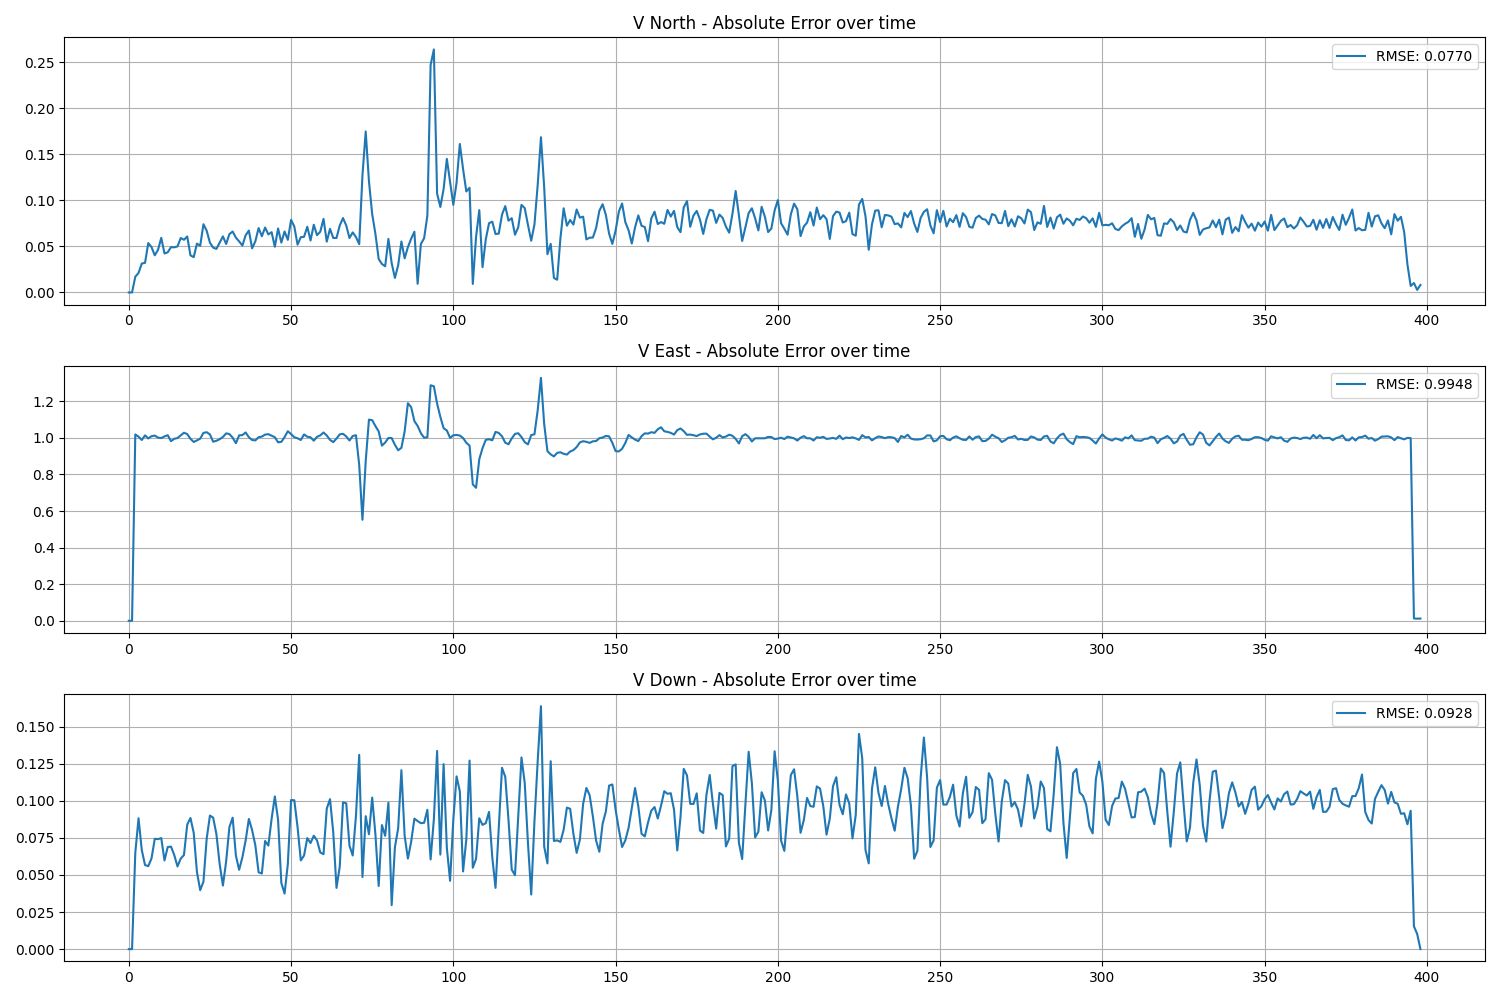 V North - Absolute Error over time
RMSE: 0.0770
0.25
0.20
0.15
0.10
0.05
0.00
0 50 100 150 200 250 300 350 400
V East - Absolute Error over time
RMSE: 0.9948
1.2
1.0
0.8
0.6
0.4
0.2
0.0
0 50 100 150 200 250 300 350 400
V Down - Absolute Error over time
RMSE: 0.0928
0.150
0.125
0.100
0.075
0.050
0.025
0.000
0 50 100 150 200 250 300 350 400